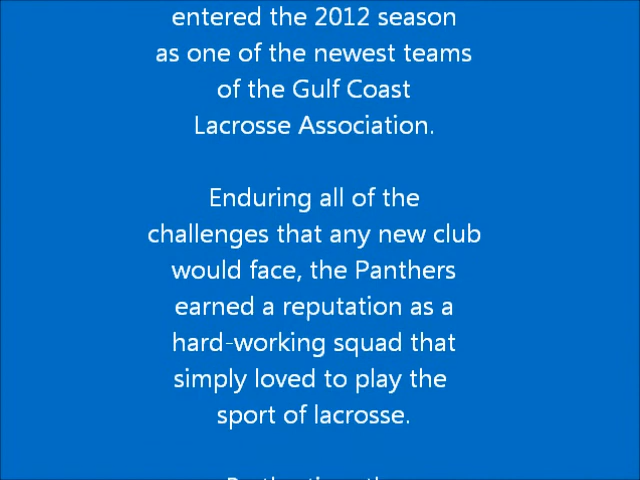 entered the 2012 season
as one of the newest teams
of the Gulf Coast
Lacrosse Association.
Enduring all of the
challenges that any new club
would face, the Panthers
earned a reputation as a
hard-working squad that
simply loved to play the
sport of lacrosse.